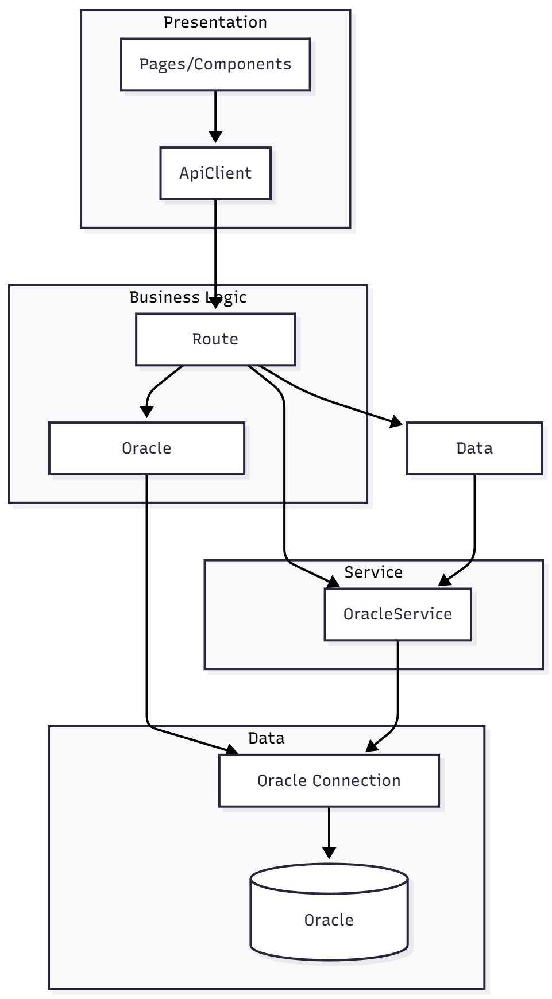 Presentation
Pages/Components
ApiClient
Business Logic
Route
Oracle
Data
Service
OracleService
Data
Oracle Connection
Oracle